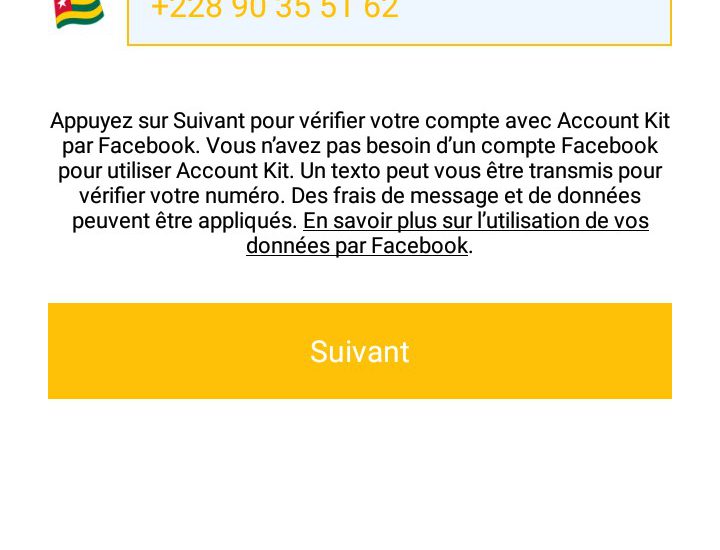 +228 90 35 51 62
Appuyez sur Suivant pour vérifier votre compte avec Account Kit
par Facebook. Vous n’avez pas besoin d’un compte Facebook
pour utiliser Account Kit. Un texto peut vous être transmis pour
vérifier votre numéro. Des frais de message et de données
peuvent être appliqués. En savoir plus sur l’utilisation de vos
données par Facebook.
Suivant